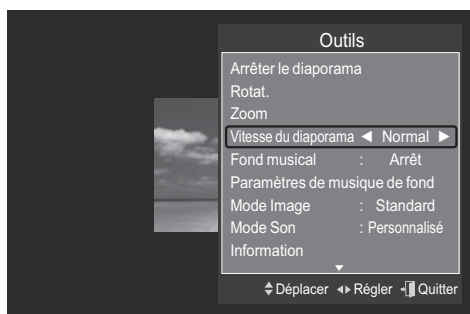 Outils
Arrêter le diaporama
Rotat.
Zoom
Vitesse du diaporama ◀ Normal ▶
Fond musical : Arrêt
Paramètres de musique de fond
Mode Image : Standard
Mode Son : Personnalisé
Information
Déplacer Régler Quitter